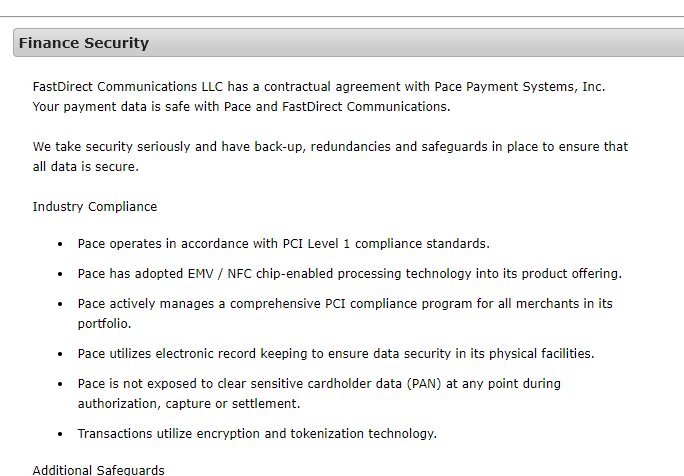 Finance Security
FastDirect Communications LLC has a contractual agreement with Pace Payment Systems, Inc.
Your payment data is safe with Pace and FastDirect Communications.
We take security seriously and have back-up, redundancies and safeguards in place to ensure that
all data is secure.
Industry Compliance
• Pace operates in accordance with PCI Level 1 compliance standards.
• Pace has adopted EMV / NFC chip-enabled processing technology into its product offering.
• Pace actively manages a comprehensive PCI compliance program for all merchants in its
portfolio.
• Pace utilizes electronic record keeping to ensure data security in its physical facilities.
• Pace is not exposed to clear sensitive cardholder data (PAN) at any point during
authorization, capture or settlement.
• Transactions utilize encryption and tokenization technology.
Additional Safeguards